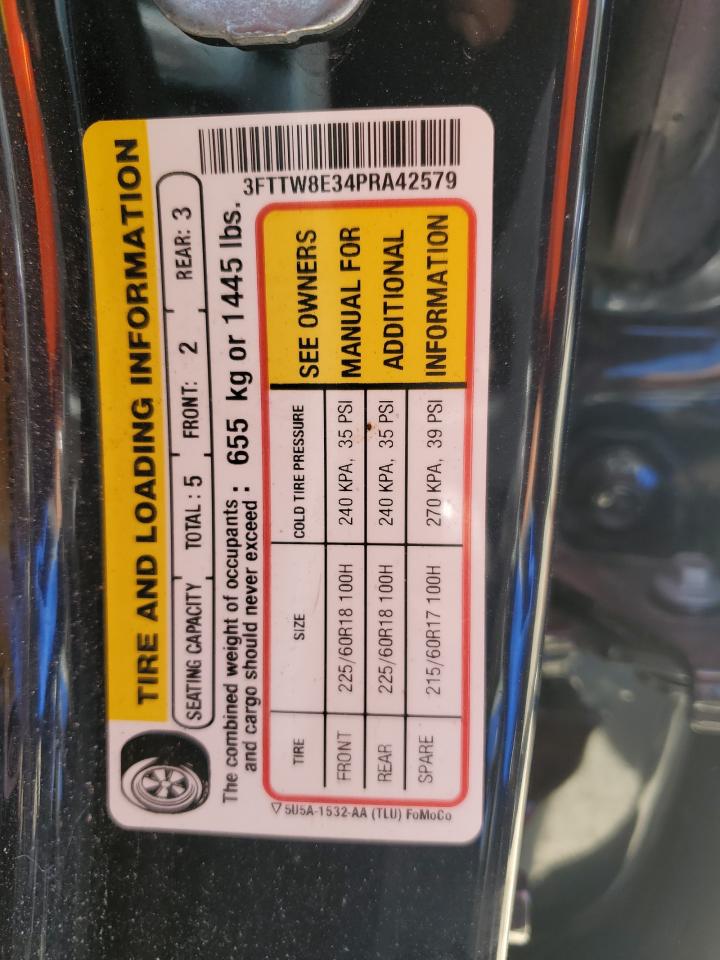 TIRE AND LOADING INFORMATION
SEATING CAPACITY TOTAL : 5 FRONT: 2 REAR: 3
The combined weight of occupants
and cargo should never exceed : 655 kg or 1445 lbs.
3FTTW8E34PRA42579
TIRE SIZE COLD TIRE PRESSURE
FRONT 225/60R18 100H 240 KPA, 35 PSI
REAR 225/60R18 100H 240 KPA, 35 PSI
SPARE 215/60R17 100H 270 KPA, 39 PSI
SEE OWNERS
MANUAL FOR
ADDITIONAL
INFORMATION
5U5A-1532-AA (TLU) FoMoCo